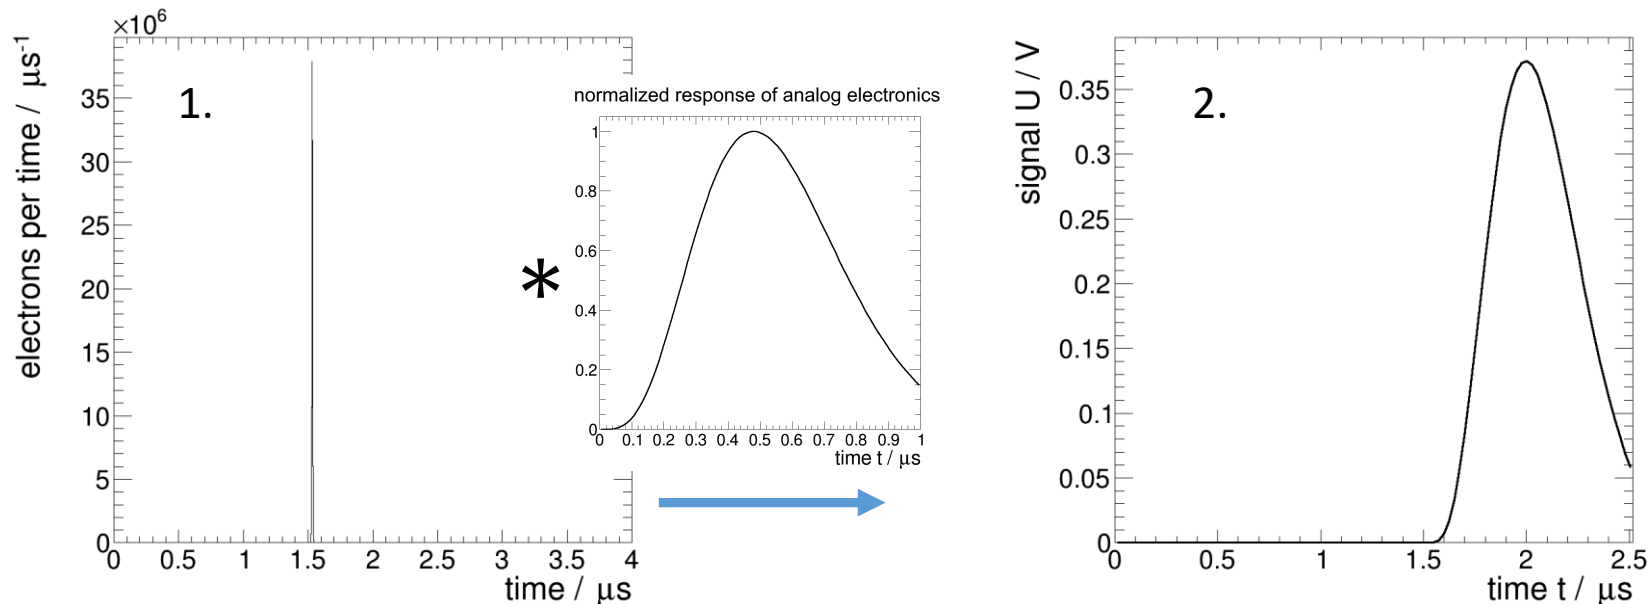 ×10⁶
electrons per time / μs⁻¹
1.
35
30
25
20
15
10
5
0
0 0.5 1 1.5 2 2.5 3 3.5 4
time / μs
*
normalized response of analog electronics
1
0.8
0.6
0.4
0.2
0
0 0.1 0.2 0.3 0.4 0.5 0.6 0.7 0.8 0.9 1
time t / μs
signal U / V
2.
0.35
0.3
0.25
0.2
0.15
0.1
0.05
0
0.5 1 1.5 2 2.5
time t / μs